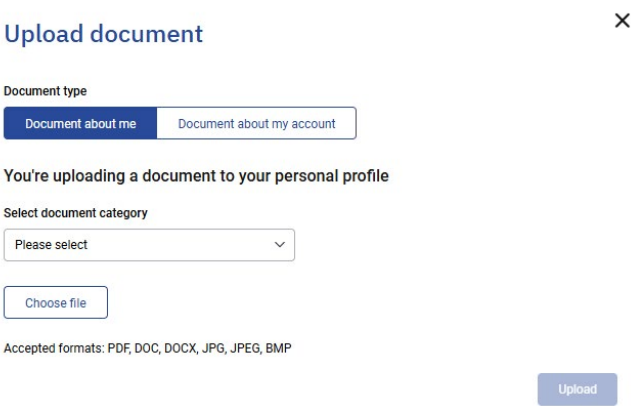 Upload document
Document type
Document about me
Document about my account
You're uploading a document to your personal profile
Select document category
Please select
Choose file
Accepted formats: PDF, DOC, DOCX, JPG, JPEG, BMP
Upload